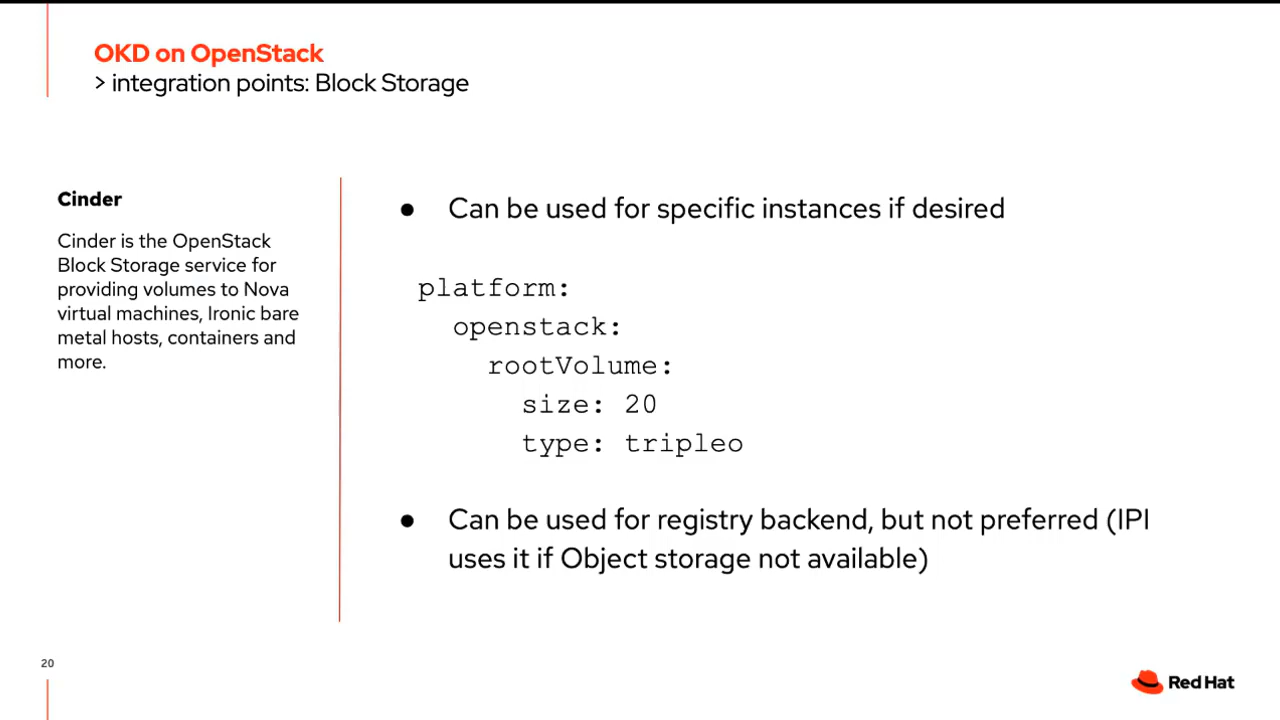 OKD on OpenStack
> integration points: Block Storage
Cinder
Cinder is the OpenStack
Block Storage service for
providing volumes to Nova
virtual machines, Ironic bare
metal hosts, containers and
more.
● Can be used for specific instances if desired
platform:
  openstack:
    rootVolume:
      size: 20
      type: tripleo
● Can be used for registry backend, but not preferred (IPI
uses it if Object storage not available)
20
Red Hat